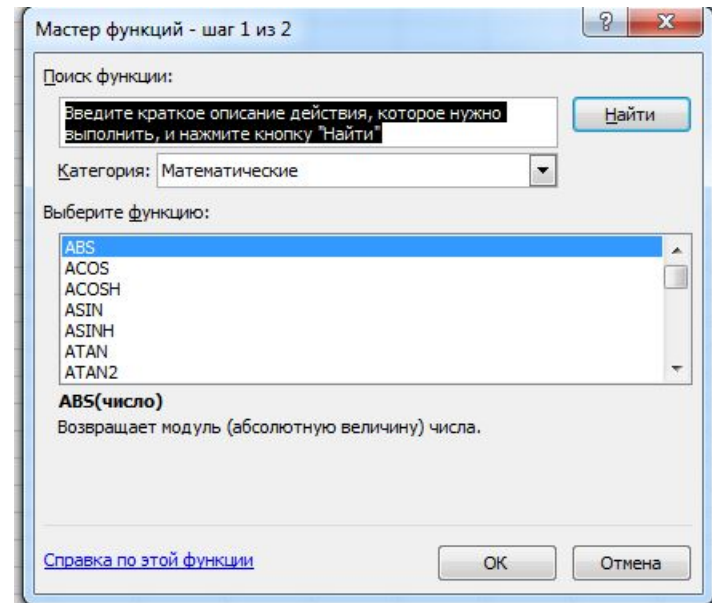 Мастер функций - шаг 1 из 2
?
X
Поиск функции:
Введите краткое описание действия, которое нужно
выполнить, и нажмите кнопку "Найти"
Найти
Категория: Математические
Выберите функцию:
ABS
ACOS
ACOSH
ASIN
ASINH
ATAN
ATAN2
ABS(число)
Возвращает модуль (абсолютную величину) числа.
Справка по этой функции
ОК
Отмена